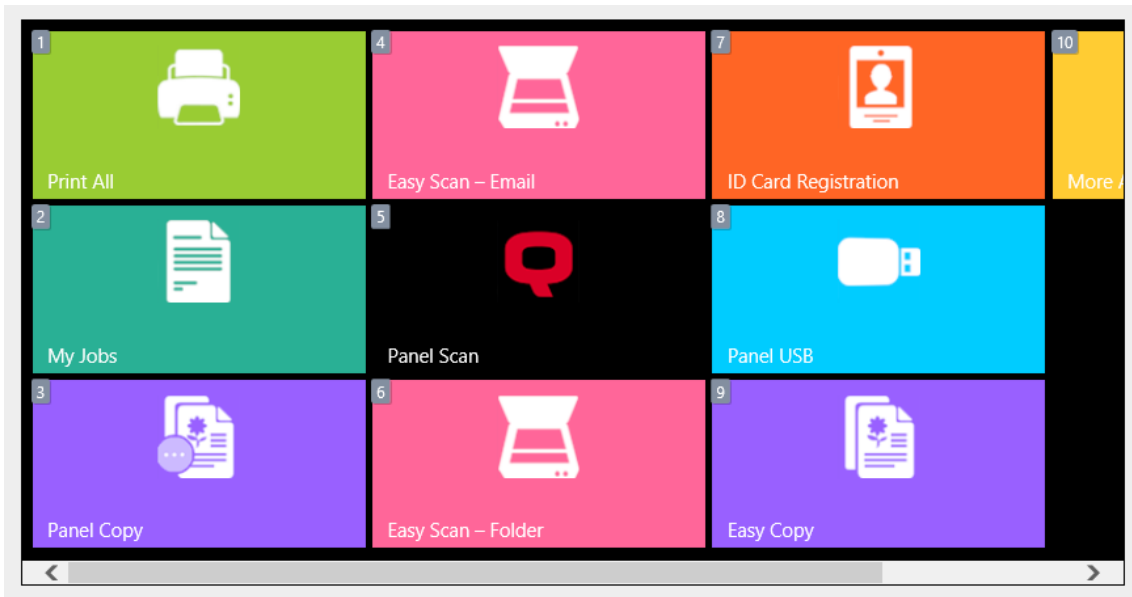 1
Print All
4
Easy Scan – Email
7
ID Card Registration
10
More
2
My Jobs
5
Q
Panel Scan
8
Panel USB
3
Panel Copy
6
Easy Scan – Folder
9
Easy Copy